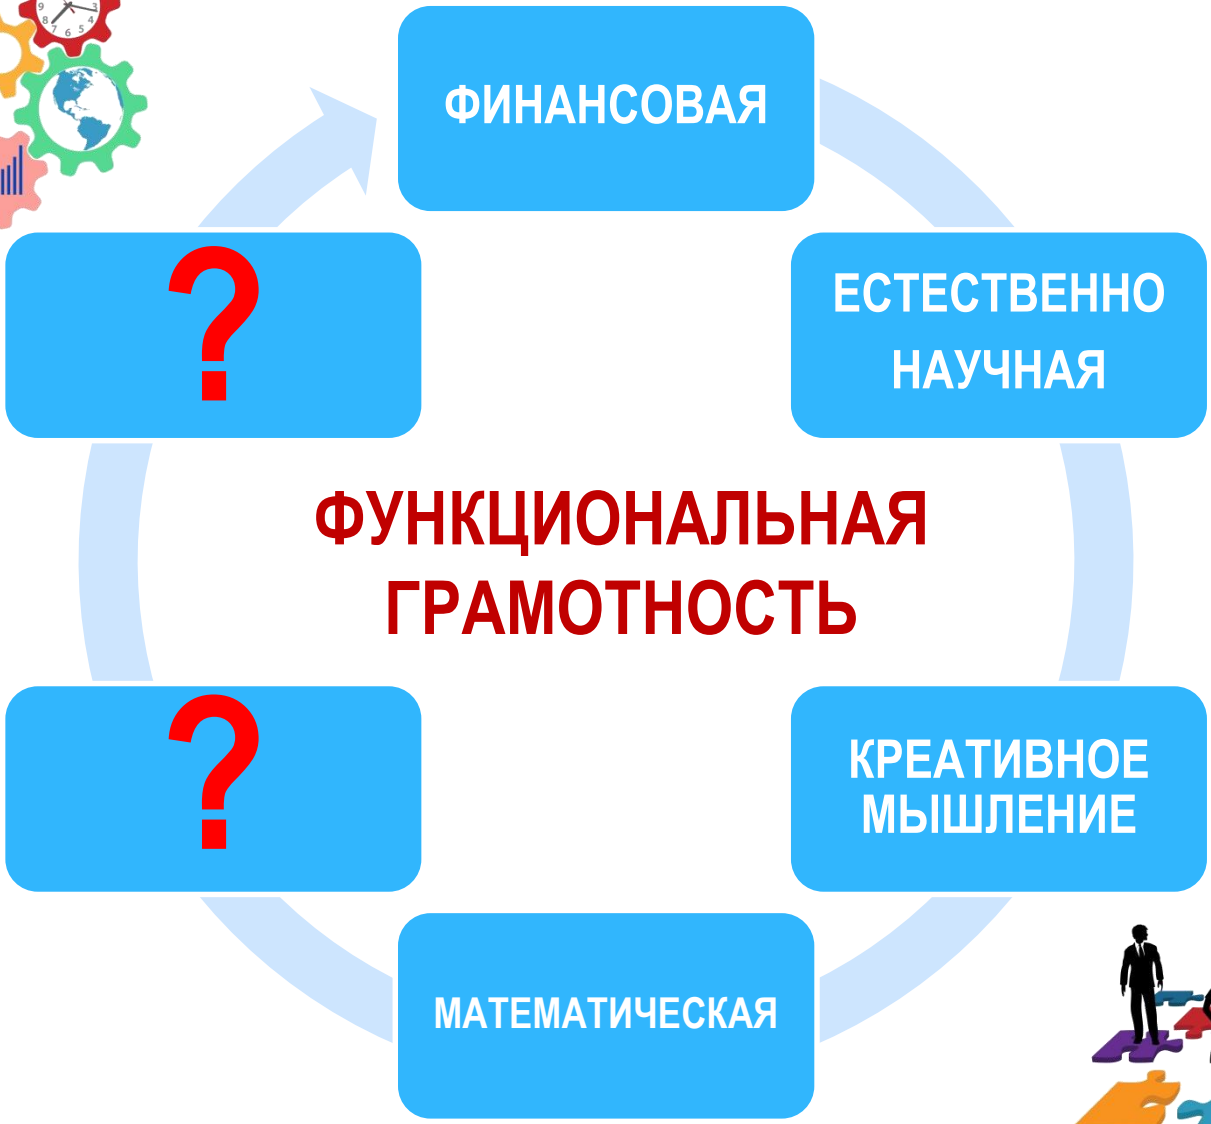 ФИНАНСОВАЯ
?
ЕСТЕСТВЕННО
НАУЧНАЯ
ФУНКЦИОНАЛЬНАЯ
ГРАМОТНОСТЬ
?
КРЕАТИВНОЕ
МЫШЛЕНИЕ
МАТЕМАТИЧЕСКАЯ